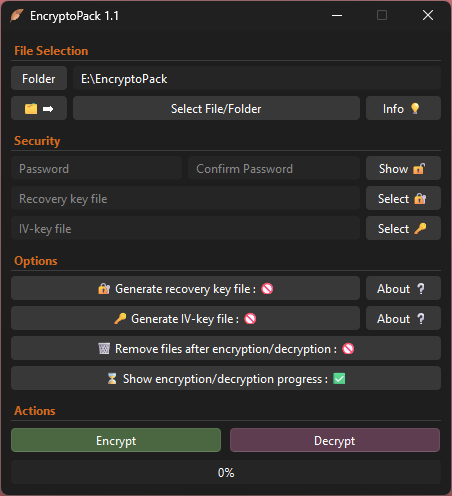 EncryptoPack 1.1
File Selection
Folder E:\EncryptoPack
Select File/Folder Info
Security
Password Confirm Password Show
Recovery key file Select
IV-key file Select
Options
Generate recovery key file : About ?
Generate IV-key file : About ?
Remove files after encryption/decryption :
Show encryption/decryption progress :
Actions
Encrypt Decrypt
0%